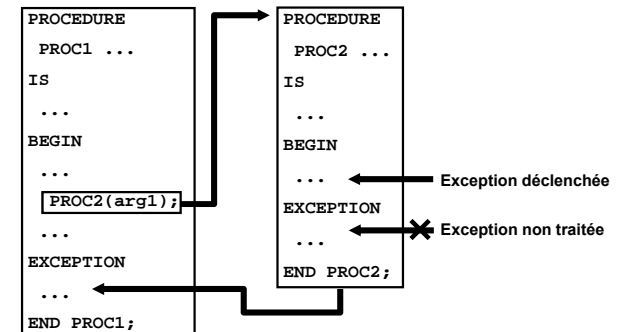 PROCEDURE
PROC1 ...
IS
...
BEGIN
...
PROC2(arg1);
...
EXCEPTION
...
END PROC1;
PROCEDURE
PROC2 ...
IS
...
BEGIN
...
EXCEPTION
...
END PROC2;
Exception déclenchée
Exception non traitée